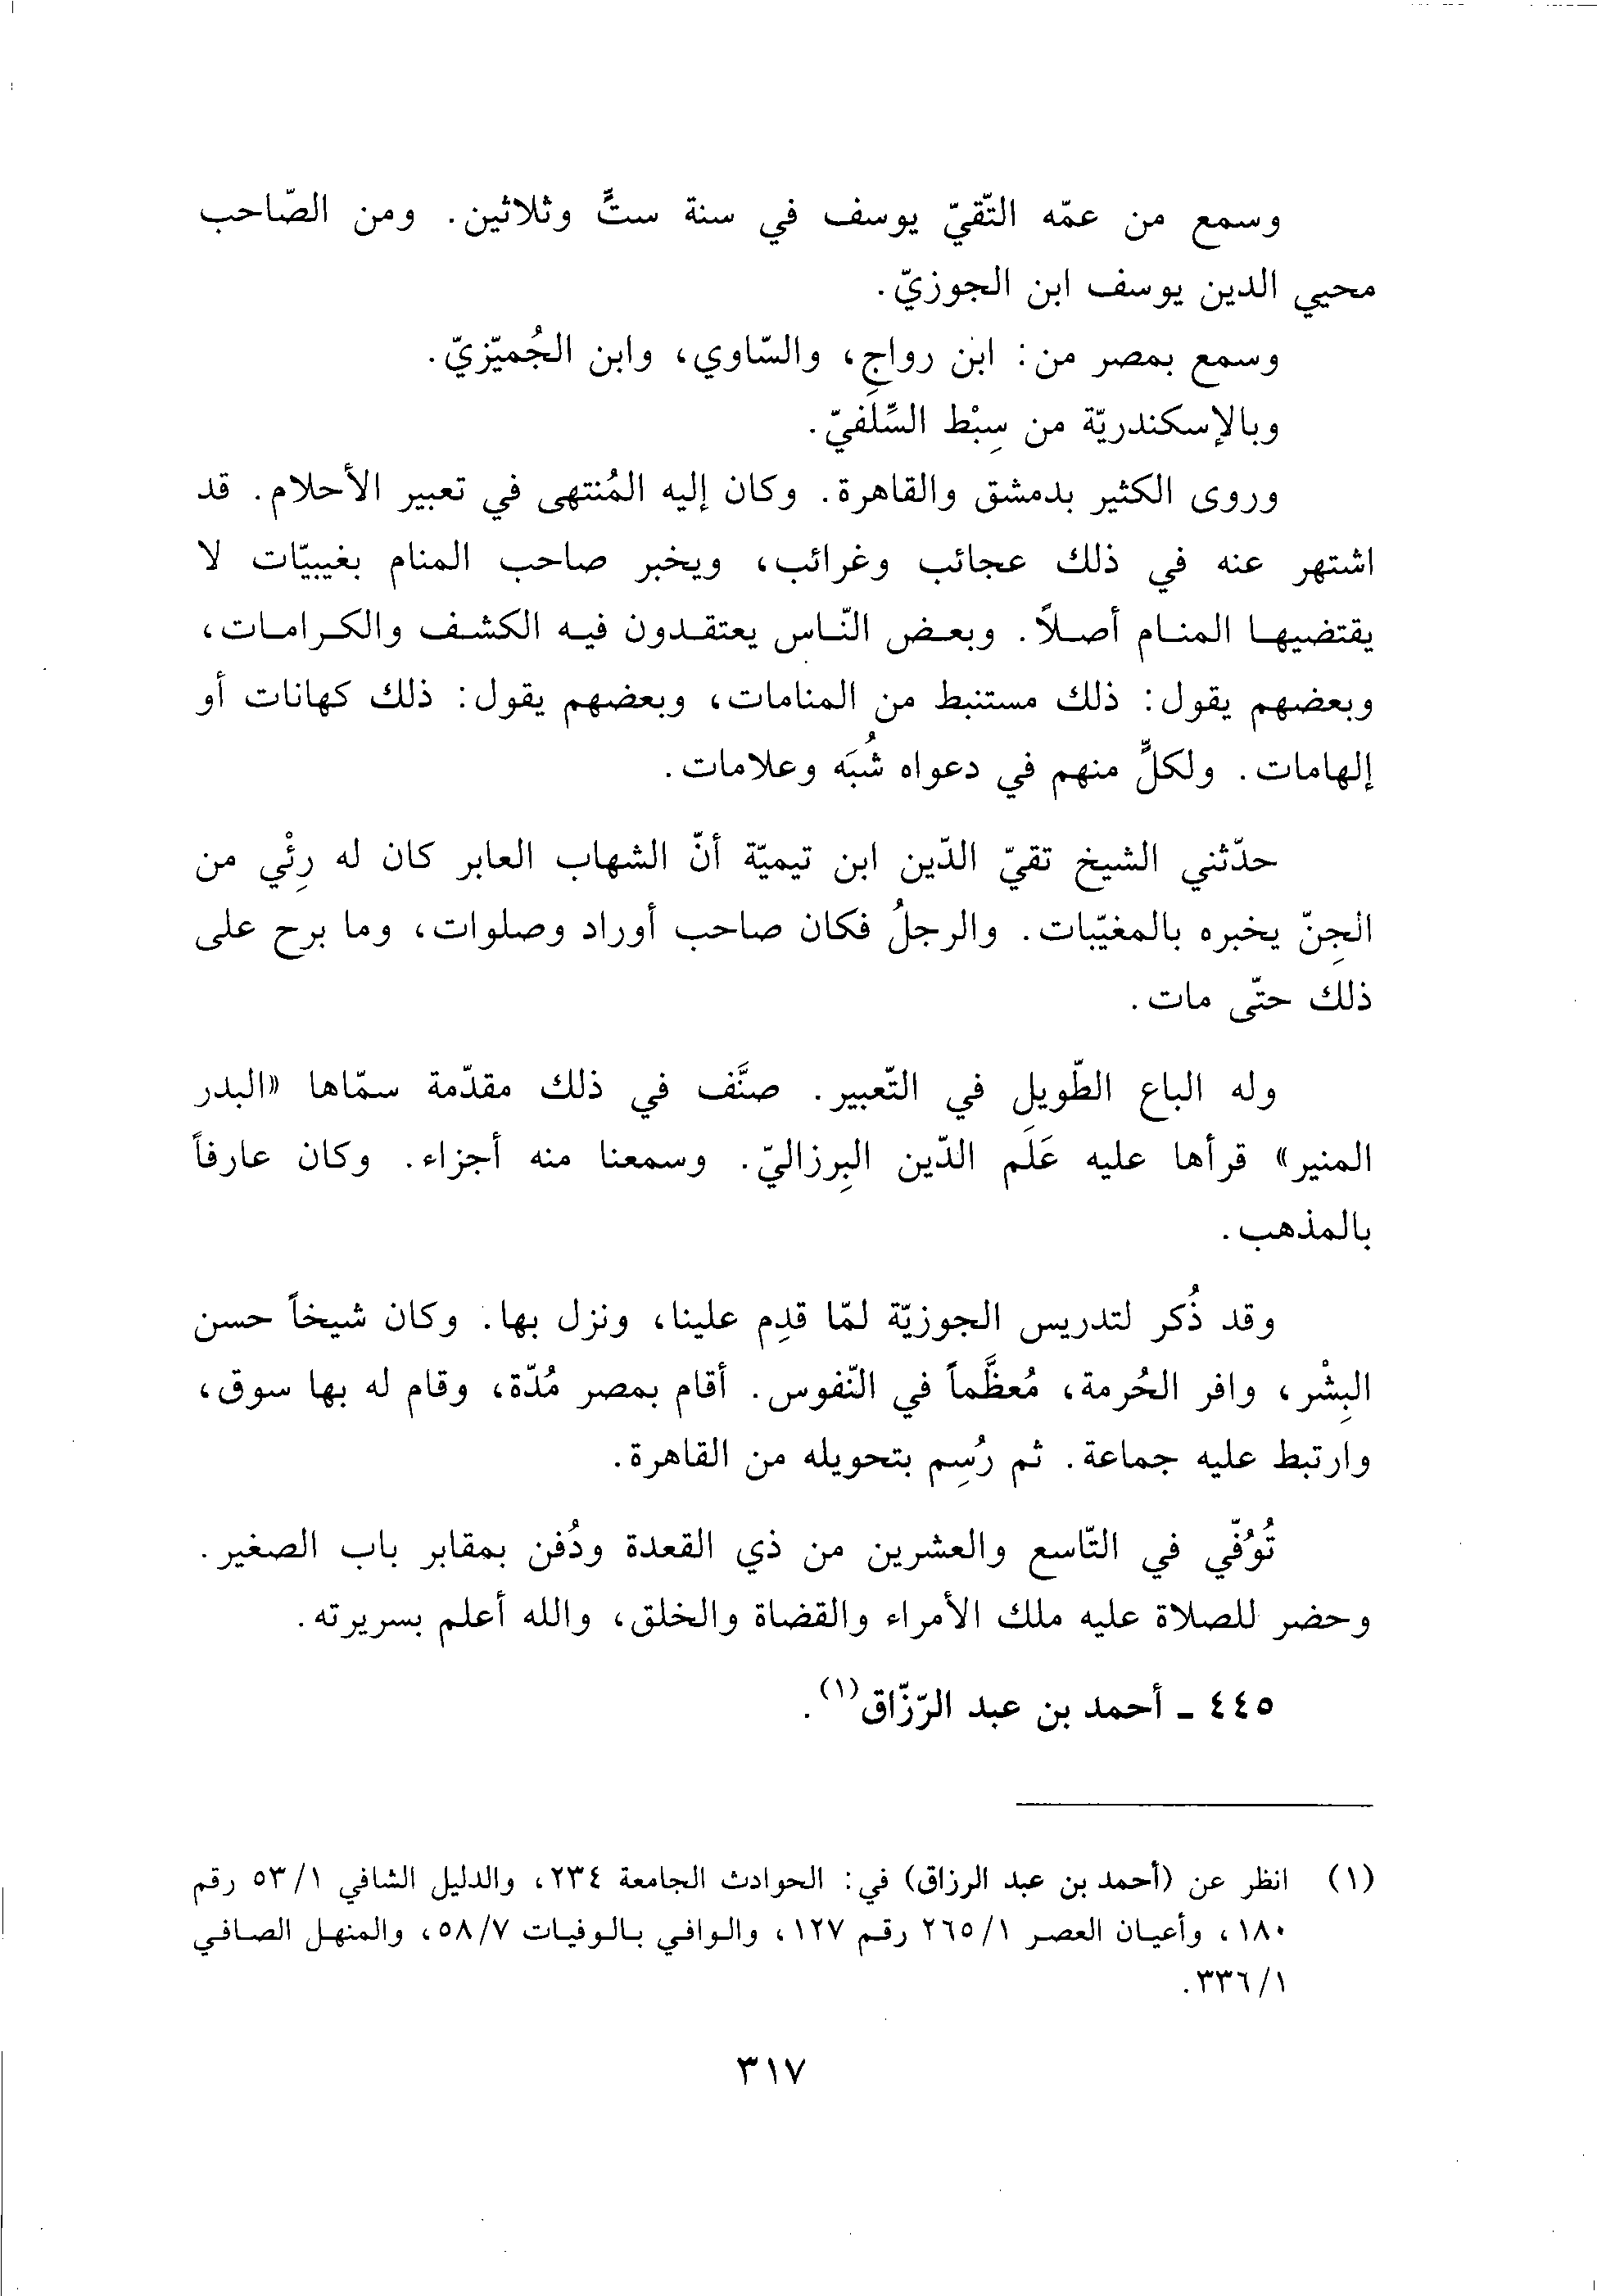 وسمع من عمّه التّقيّ يوسف في سنة ستٍّ وثلاثين. ومن الصّاحب
محيي الدين يوسف ابن الجوزيّ.
وسمع بمصر من: ابن رواجِ، والسّاوي، وابن الجُميّزيّ.
وبالإسكندريّة من سِبْط السِّلَفيّ.
وروى الكثير بدمشق والقاهرة. وكان إليه المُنتهى في تعبير الأحلام. قد
اشتهر عنه في ذلك عجائب وغرائب، ويخبر صاحب المنام بغيبيّات لا
يقتضيها المنام أصلاً. وبعض النّاس يعتقدون فيه الكشف والكرامات،
وبعضهم يقول: ذلك مستنبط من المنامات، وبعضهم يقول: ذلك كهانات أو
إلهامات. ولكلٍّ منهم في دعواه شُبَه وعلامات.
حدّثني الشيخ تقيّ الدّين ابن تيميّة أنّ الشهاب العابر كان له رِئْي من
الجِنّ يخبره بالمغيّبات. والرجلُ فكان صاحب أوراد وصلوات، وما برح على
ذلك حتّى مات.
وله الباع الطّويل في التّعبير. صنَّف في ذلك مقدّمة سمّاها «البدر
المنير» قرأها عليه عَلَم الدّين البِرزاليّ. وسمعنا منه أجزاء. وكان عارفاً
بالمذهب.
وقد ذُكر لتدريس الجوزيّة لمّا قدِم علينا، ونزل بها. وكان شيخاً حسن
البِشْر، وافر الحُرمة، مُعظَّماً في النّفوس. أقام بمصر مُدّة، وقام له بها سوق،
وارتبط عليه جماعة. ثم رُسِم بتحويله من القاهرة.
تُوُفّي في التّاسع والعشرين من ذي القعدة ودُفن بمقابر باب الصغير.
وحضر للصلاة عليه ملك الأمراء والقضاة والخلق، والله أعلم بسريرته.
٤٤٥ ـ أحمد بن عبد الرّزّاق(١).
(١) انظر عن (أحمد بن عبد الرزاق) في: الحوادث الجامعة ٢٣٤، والدليل الشافي ٥٣/١ رقم
١٨٠، وأعيان العصر ٢٦٥/١ رقم ١٢٧، والوافي بالوفيات ٥٨/٧، والمنهل الصافي
٣٣٦/١.
٣١٧